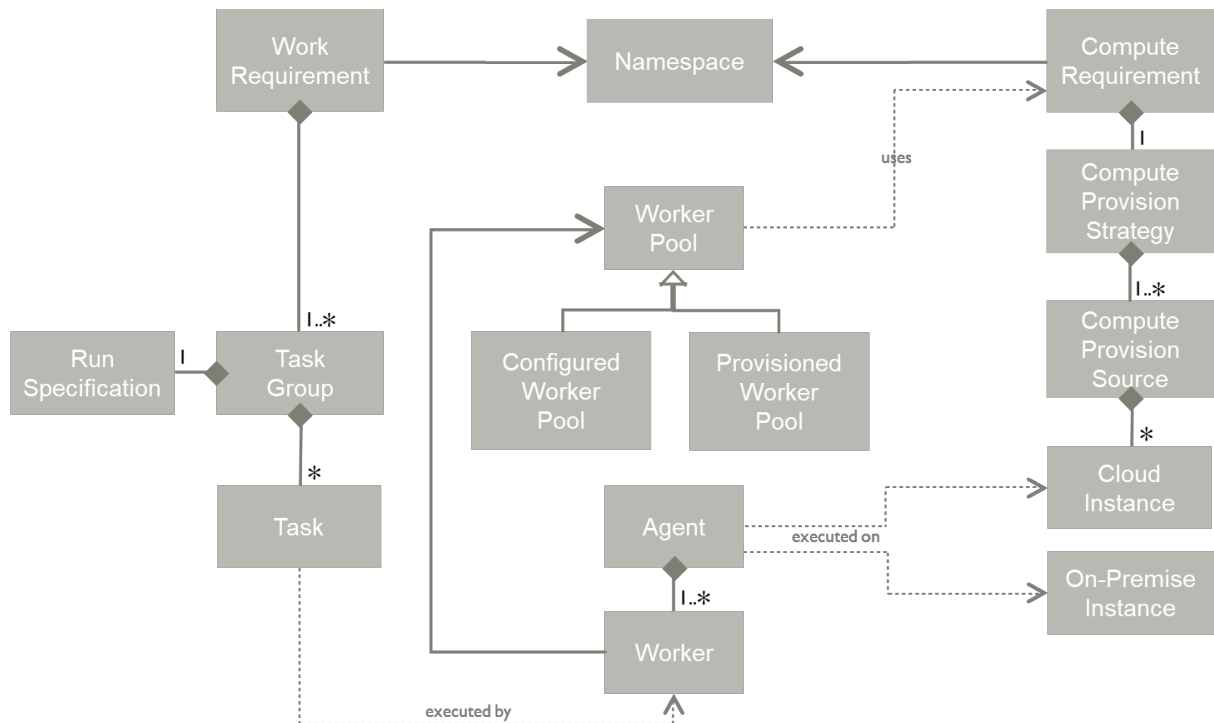 Work
Requirement
Namespace
Compute
Requirement
uses
1
Compute
Provision
Strategy
Worker
Pool
1..*
1..*
Run
Specification
1
Task
Group
Configured
Worker
Pool
Provisioned
Worker
Pool
Compute
Provision
Source
*
*
Task
Agent
Cloud
Instance
executed on
On-Premise
Instance
1..*
Worker
executed by